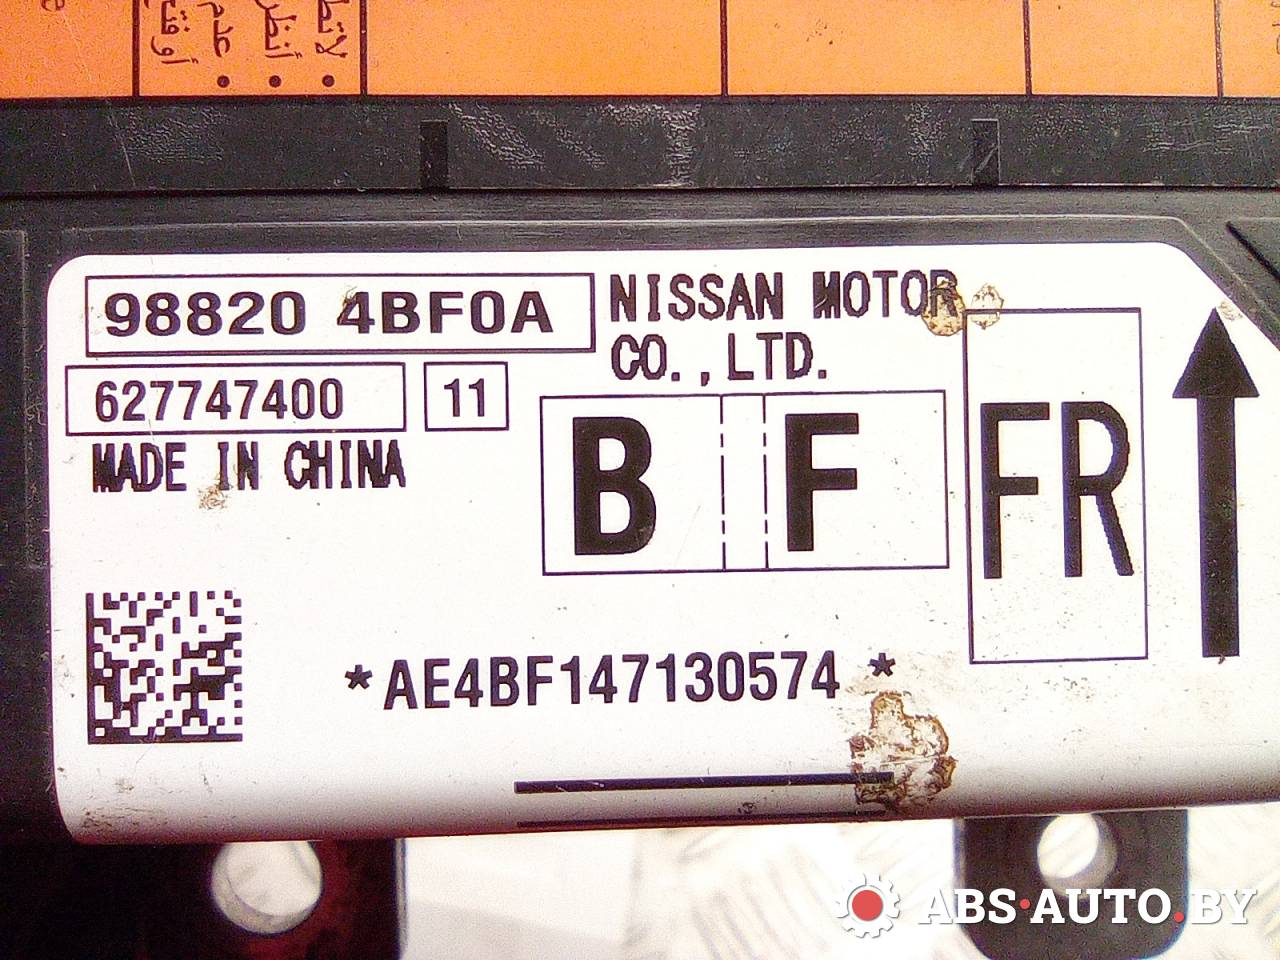 98820 4BF0A
NISSAN MOTOR
CO.,LTD.
627747400
11
MADE IN CHINA
B F
FR
*AE4BF147130574*
ABS·AUTO.BY